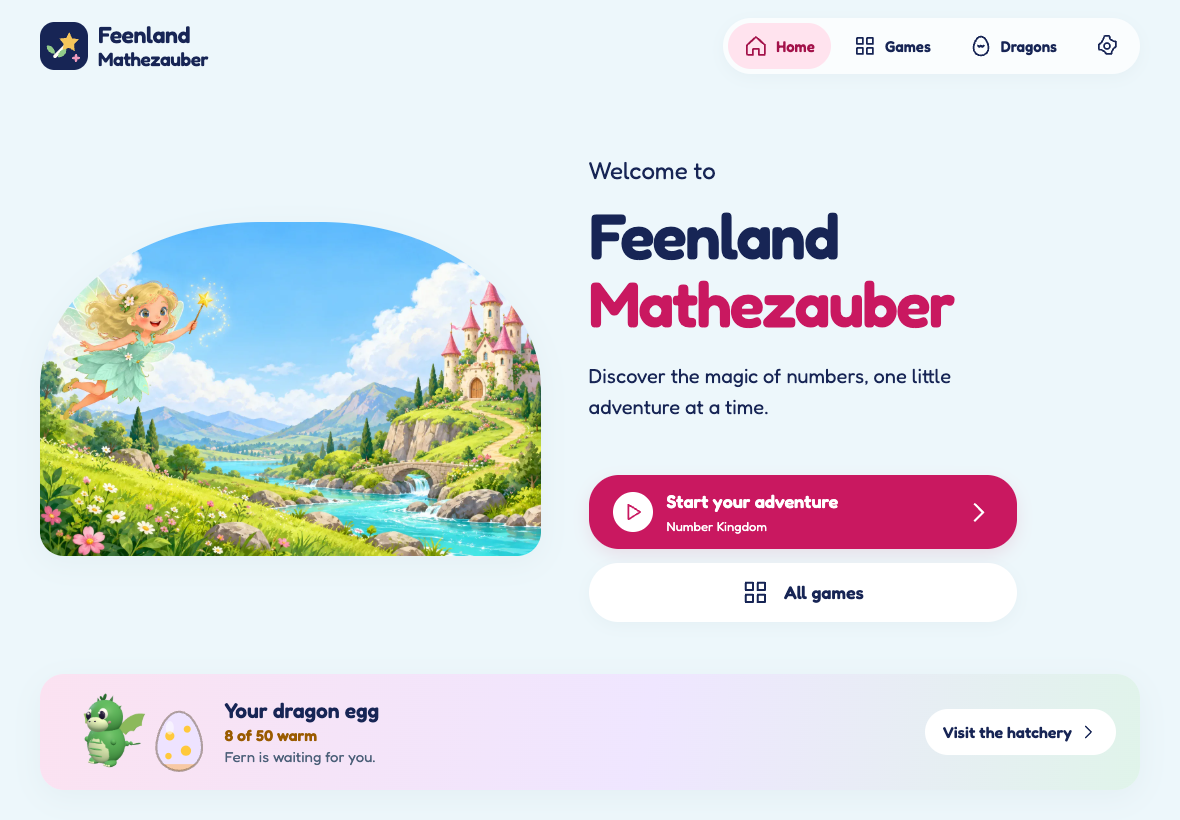 Feenland
Mathezauber
Home
Games
Dragons
Welcome to
Feenland
Mathezauber
Discover the magic of numbers, one little
adventure at a time.
Start your adventure
Number Kingdom
All games
Your dragon egg
8 of 50 warm
Fern is waiting for you.
Visit the hatchery